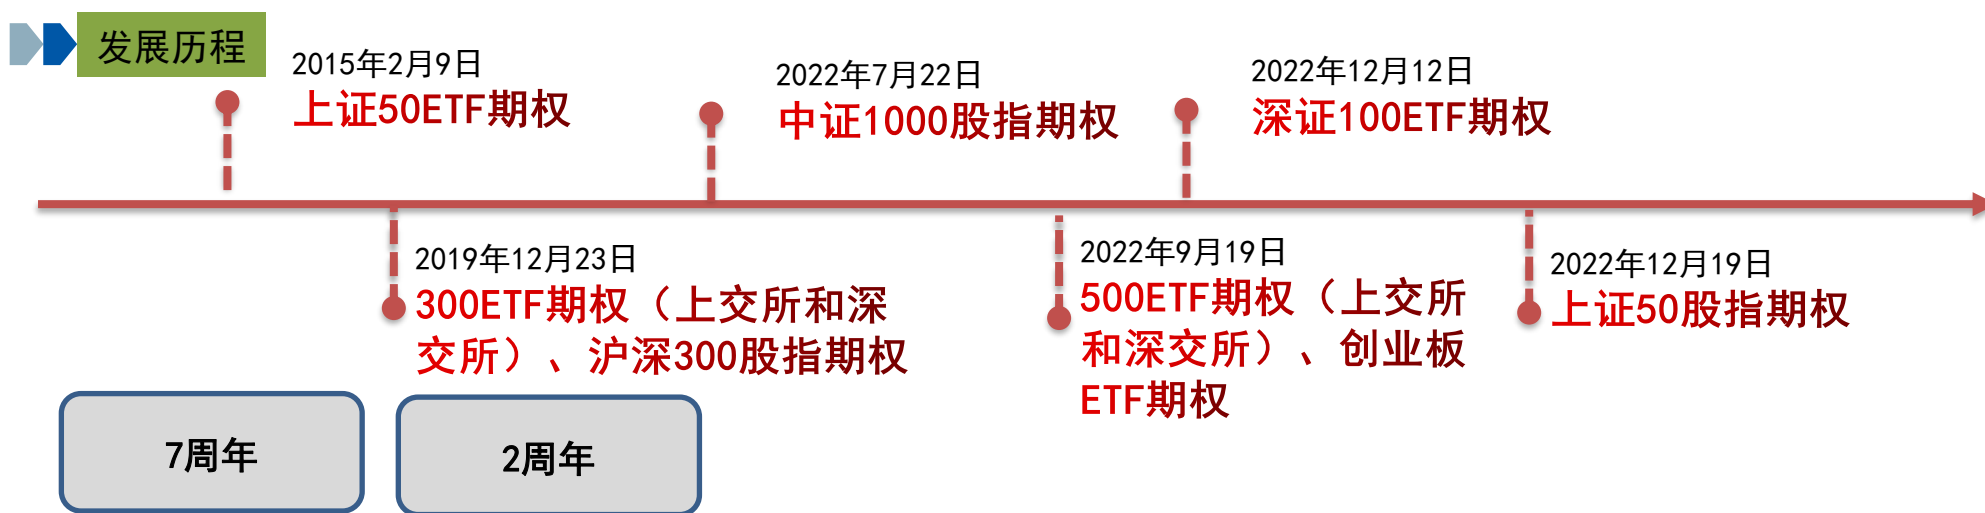 发展历程
2015年2月9日
上证50ETF期权
2022年7月22日
中证1000股指期权
2022年12月12日
深证100ETF期权
2019年12月23日
300ETF期权（上交所和深
交所）、沪深300股指期权
2022年9月19日
500ETF期权（上交所
和深交所）、创业板
ETF期权
2022年12月19日
上证50股指期权
7周年
2周年